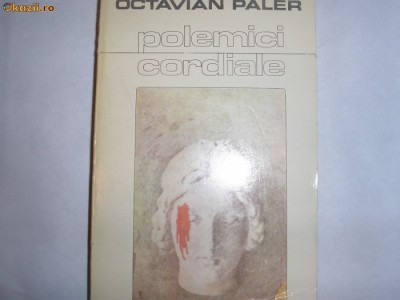 okazii.ro
OCTAVIAN PALER
polemici
cordiale